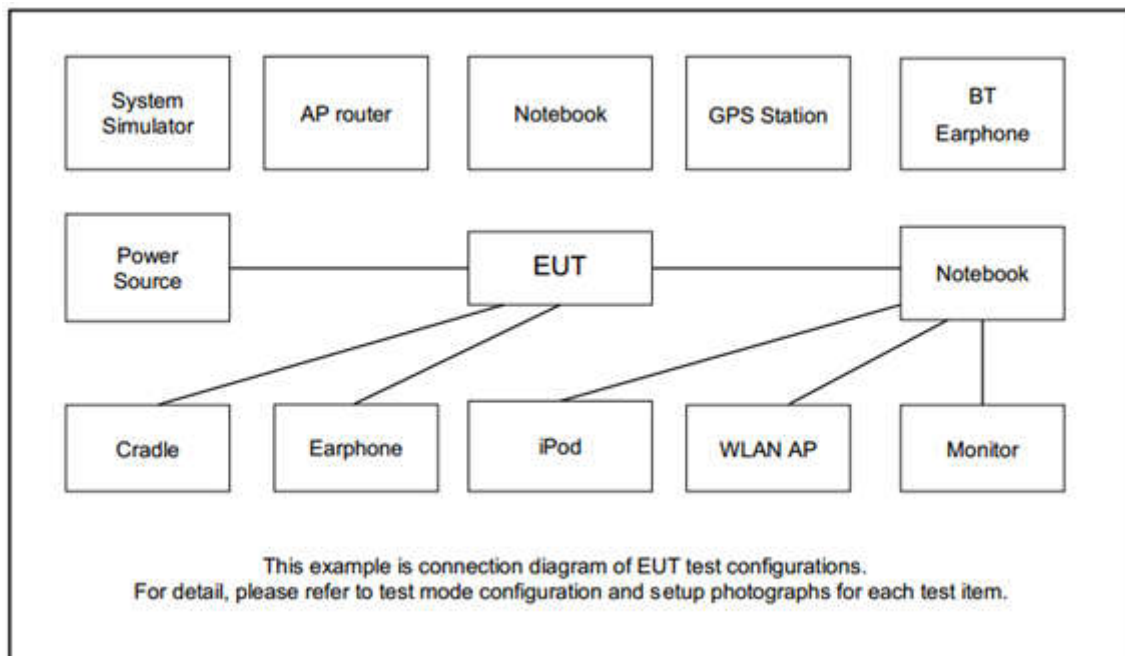 System
Simulator
AP router
Notebook
GPS Station
BT
Earphone
Power
Source
EUT
Notebook
Cradle
Earphone
iPod
WLAN AP
Monitor
This example is connection diagram of EUT test configurations.
For detail, please refer to test mode configuration and setup photographs for each test item.